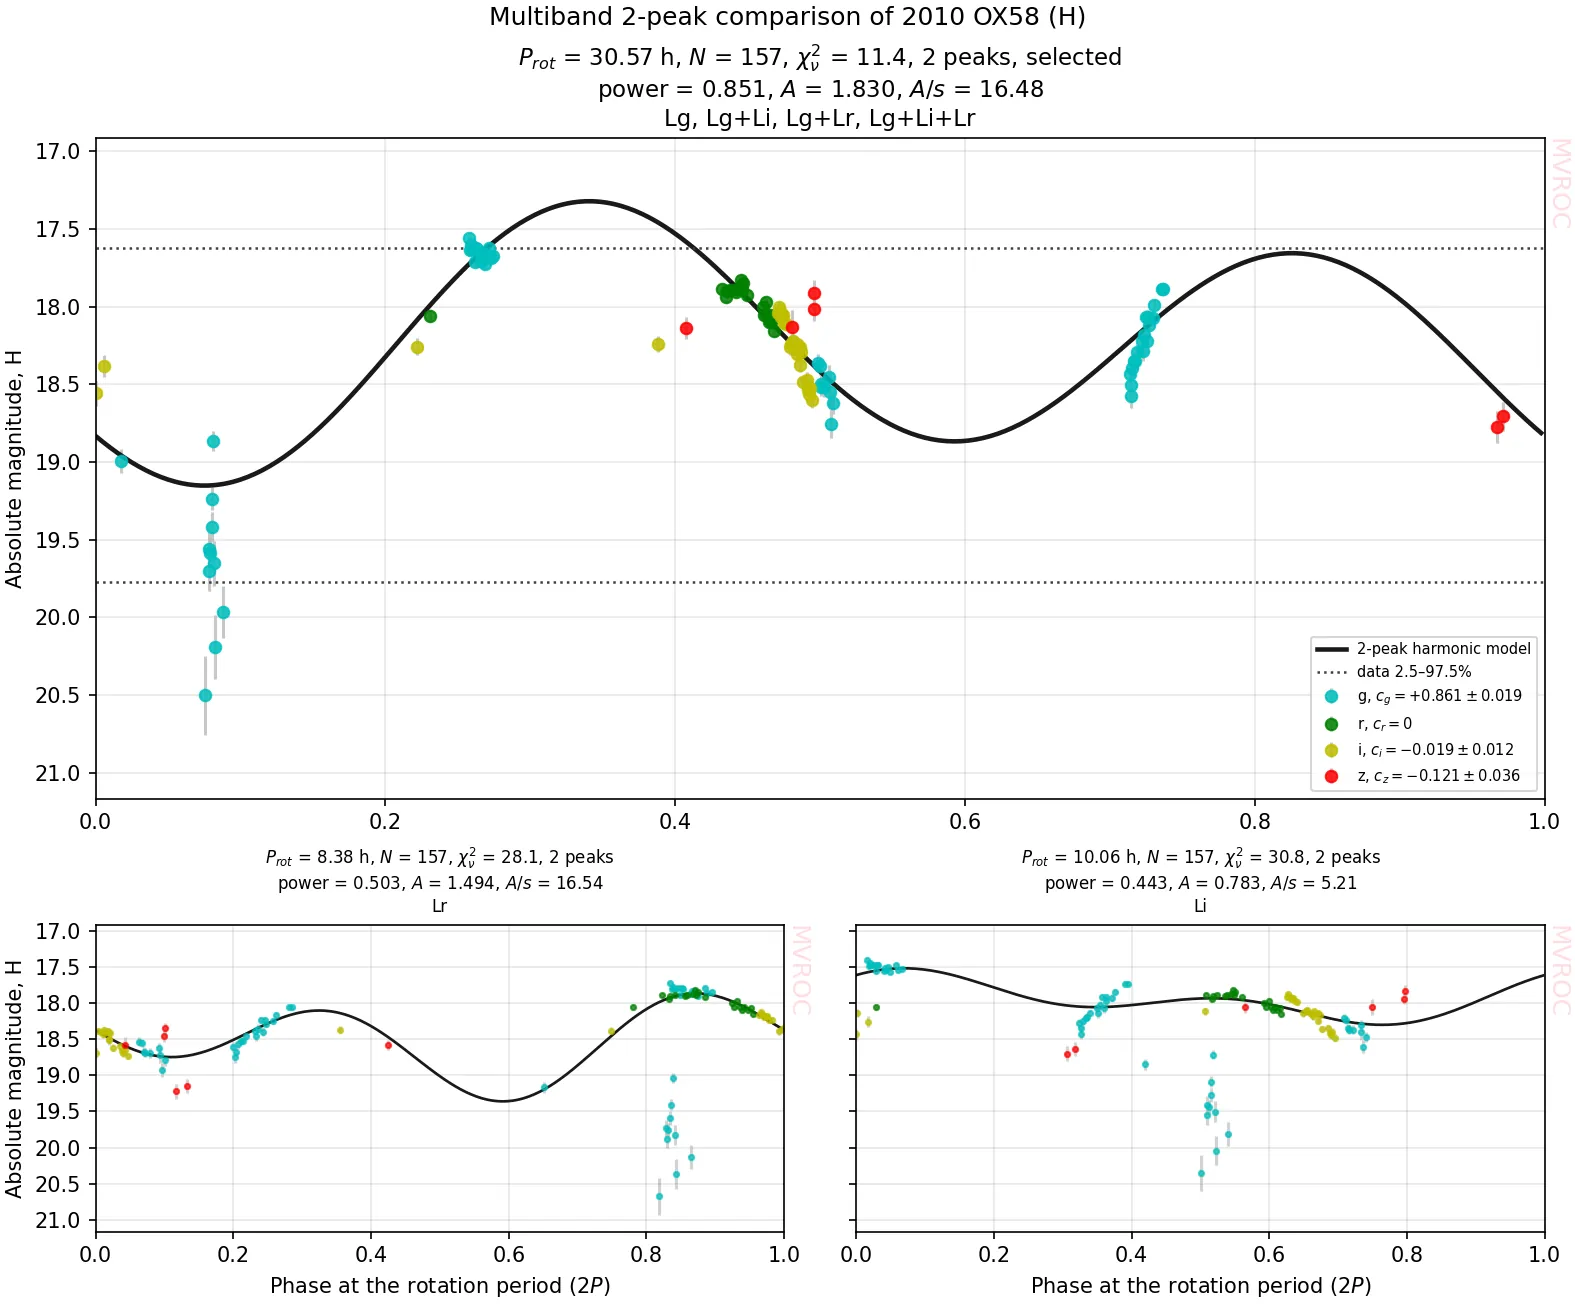 Multiband 2-peak comparison of 2010 OX58 (H)
P_rot = 30.57 h, N = 157, χ²_ν = 11.4, 2 peaks, selected
power = 0.851, A = 1.830, A/s = 16.48
Lg, Lg+Li, Lg+Lr, Lg+Li+Lr
MVROC
17.0
17.5
18.0
18.5
19.0
19.5
20.0
20.5
21.0
Absolute magnitude, H
2-peak harmonic model
data 2.5–97.5%
g, c_g = +0.861 ± 0.019
r, c_r = 0
i, c_i = −0.019 ± 0.012
z, c_z = −0.121 ± 0.036
0.0 0.2 0.4 0.6 0.8 1.0
P_rot = 8.38 h, N = 157, χ²_ν = 28.1, 2 peaks
power = 0.503, A = 1.494, A/s = 16.54
Lr
MVROC
17.0
17.5
18.0
18.5
19.0
19.5
20.0
20.5
21.0
Absolute magnitude, H
0.0 0.2 0.4 0.6 0.8 1.0
Phase at the rotation period (2P)
P_rot = 10.06 h, N = 157, χ²_ν = 30.8, 2 peaks
power = 0.443, A = 0.783, A/s = 5.21
Li
MVROC
0.0 0.2 0.4 0.6 0.8 1.0
Phase at the rotation period (2P)